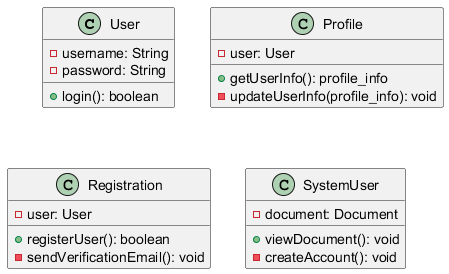 C User
username: String
password: String
login(): boolean
C Profile
user: User
getUserInfo(): profile_info
updateUserInfo(profile_info): void
C Registration
user: User
registerUser(): boolean
sendVerificationEmail(): void
C SystemUser
document: Document
viewDocument(): void
createAccount(): void